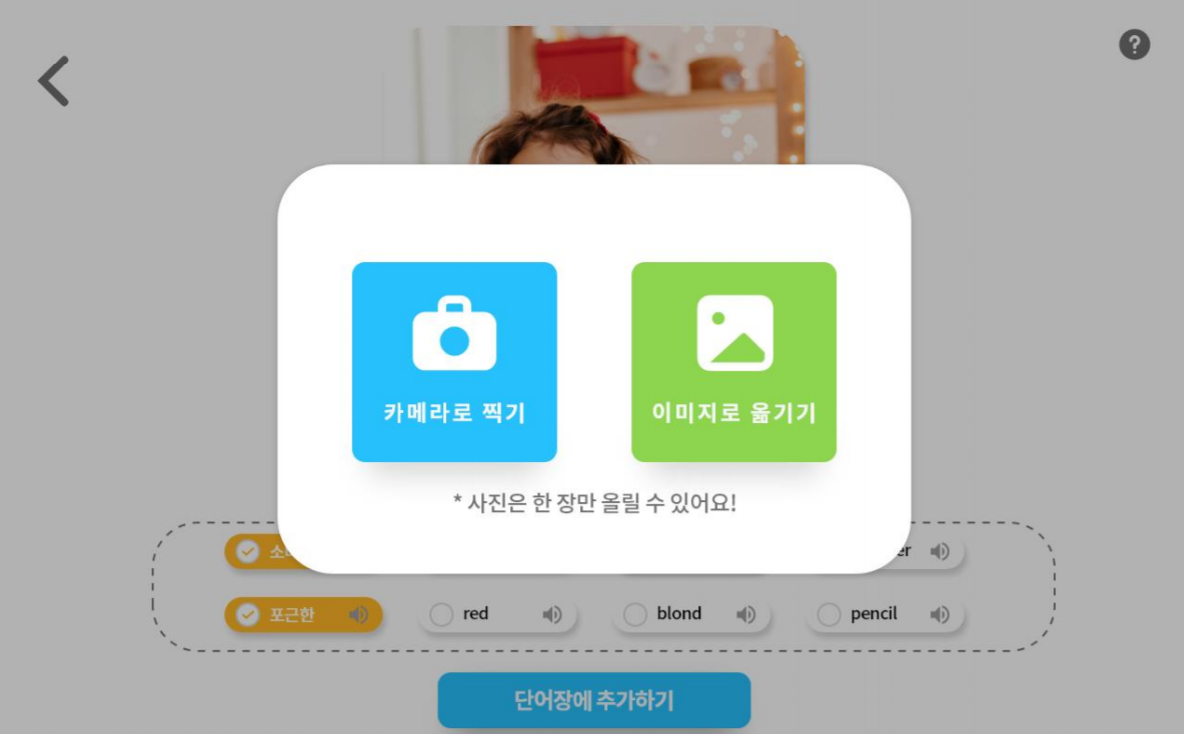 카메라로 찍기
이미지로 옮기기
* 사진은 한 장만 올릴 수 있어요!
포근한
red
blond
pencil
단어장에 추가하기